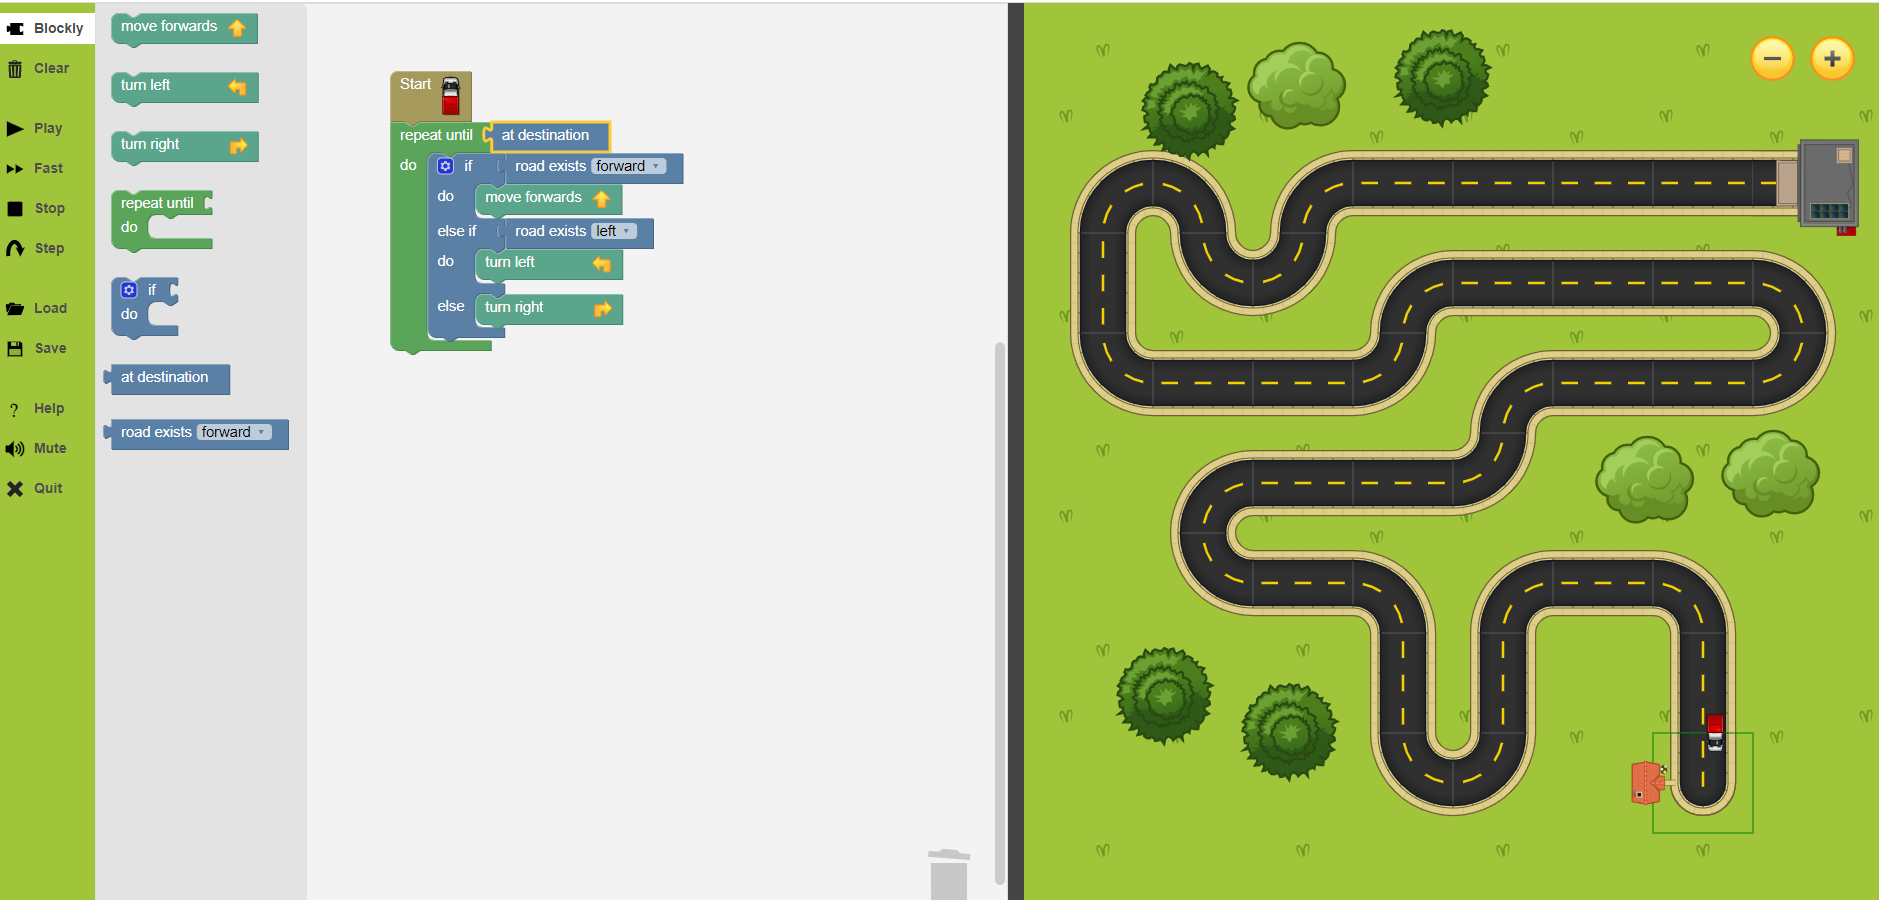 Blockly
Clear
Play
Fast
Stop
Step
Load
Save
? Help
Mute
Quit
move forwards
turn left
turn right
repeat until
do
if
do
at destination
road exists forward
Start
repeat until at destination
do if road exists forward
do move forwards
else if road exists left
do turn left
else turn right
− +